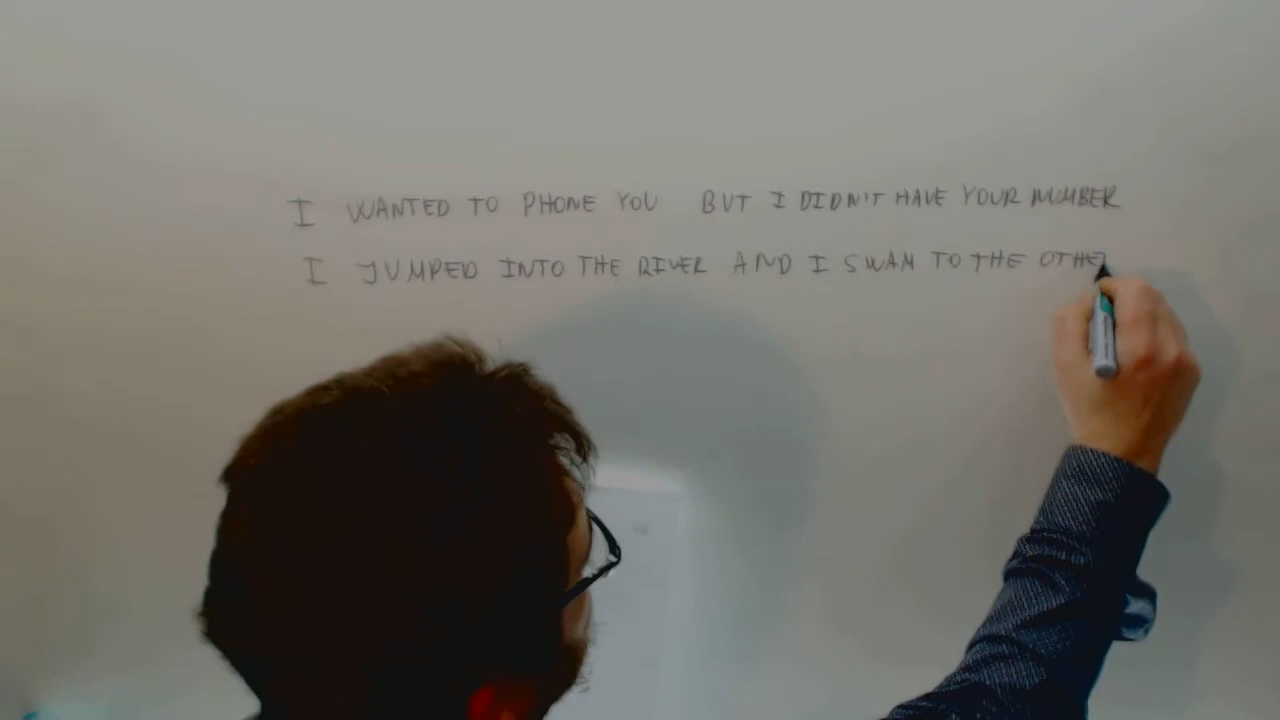 I WANTED TO PHONE YOU BUT I DIDN'T HAVE YOUR NUMBER
I JUMPED INTO THE RIVER AND I SWAM TO THE OTHE